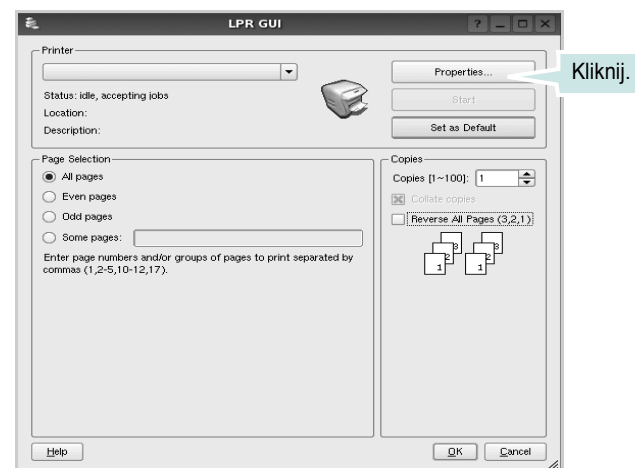 LPR GUI
Printer
Properties...
Kliknij.
Status: idle, accepting jobs
Start
Location:
Description:
Set as Default
Page Selection
All pages
Even pages
Odd pages
Some pages:
Enter page numbers and/or groups of pages to print separated by
commas (1,2-5,10-12,17).
Copies
Copies [1~100]: 1
Collate copies
Reverse All Pages (3,2,1)
3 3
2 2
1 1
Help
OK
Cancel